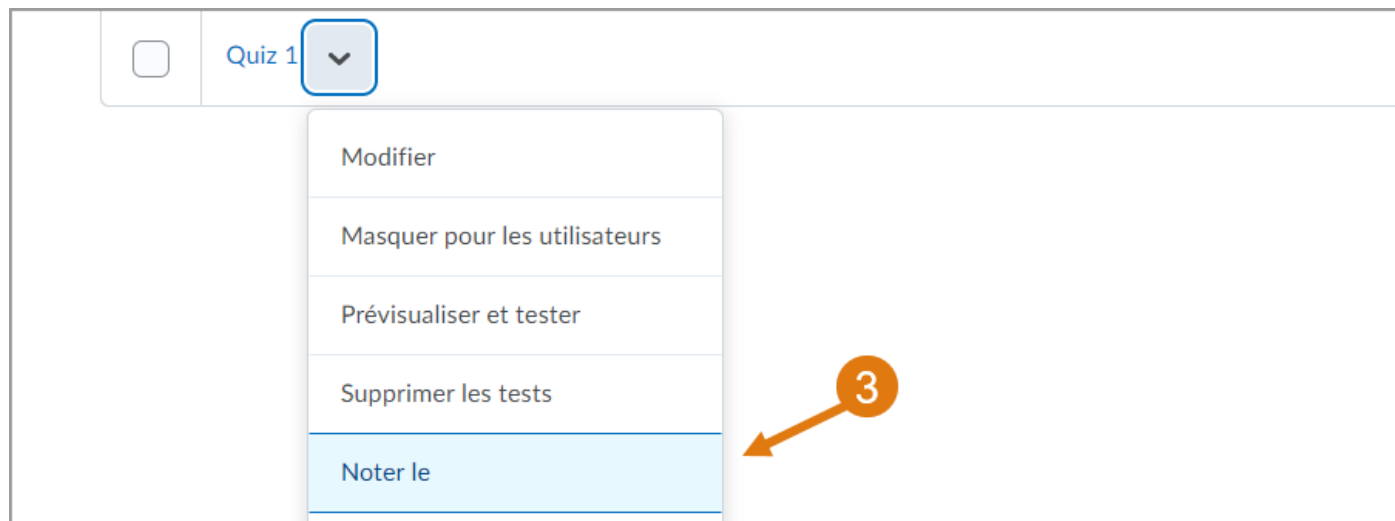 Quiz 1
Modifier
Masquer pour les utilisateurs
Prévisualiser et tester
Supprimer les tests
3
Noter le